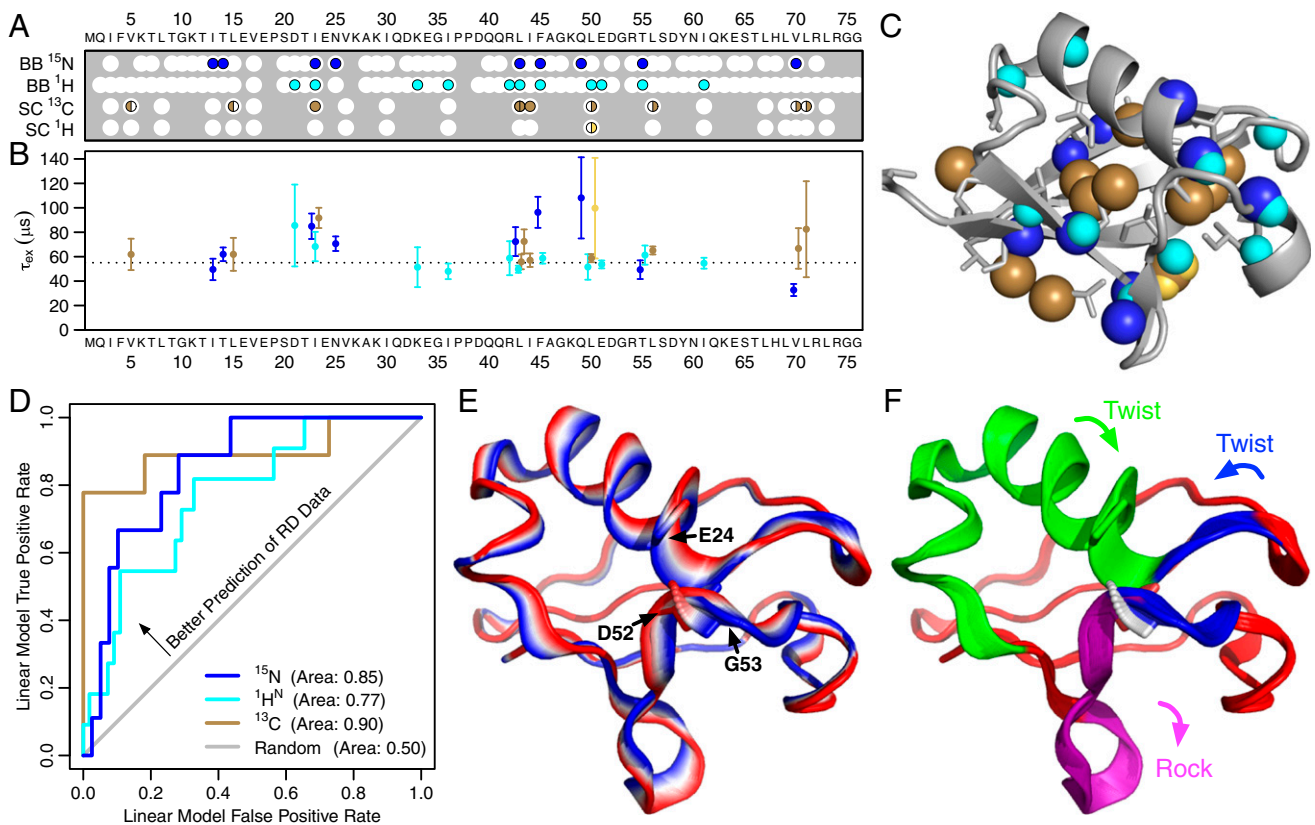 A
5 10 15 20 25 30 35 40 45 50 55 60 65 70 75
MQIFVKTLTGKTITLEVEPSDTIENVKAKIQDKEGIPPDQQRLIFAGKQLEDGRTLSDYNIQKESTLHLVLRLRGG
BB ¹⁵N
BB ¹H
SC ¹³C
SC ¹H
B
τex (μs)
140
120
100
80
60
40
20
0
MQIFVKTLTGKTITLEVEPSDTIENVKAKIQDKEGIPPDQQRLIFAGKQLEDGRTLSDYNIQKESTLHLVLRLRGG
5 10 15 20 25 30 35 40 45 50 55 60 65 70 75
C
D
Linear Model True Positive Rate
1.0
0.8
0.6
0.4
0.2
0.0
Better Prediction of RD Data
¹⁵N (Area: 0.85)
¹Hᴺ (Area: 0.77)
¹³C (Area: 0.90)
Random (Area: 0.50)
0.0 0.2 0.4 0.6 0.8 1.0
Linear Model False Positive Rate
E
E24
D52
G53
F
Twist
Twist
Rock